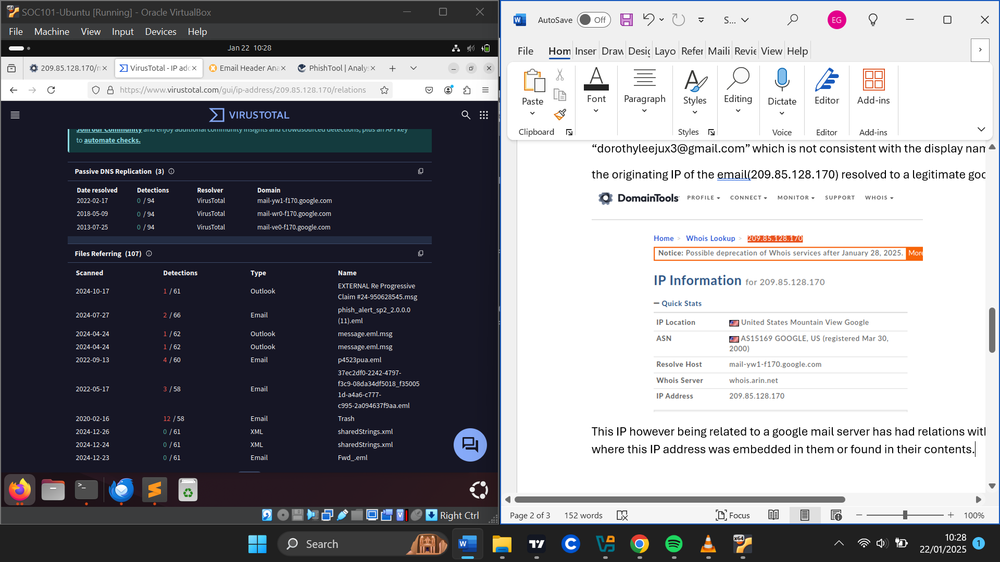 SOC101-Ubuntu [Running] - Oracle VirtualBox
File Machine View Input Devices Help
Jan 22 10:28
209.85.128.170/
VirusTotal - IP
Email Header
PhishTool |
https://www.virustotal.com/gui/ip-address/209.85.128.170/relations
VIRUSTOTAL
Join our Community and enjoy additional community insights and crowdsourced detections, plus an API key
to automate checks.
Passive DNS Replication (3)
Date resolved Detections Resolver Domain
2022-02-17 0 / 94 VirusTotal mail-yw1-f170.google.com
2018-05-09 0 / 94 VirusTotal mail-wr0-f170.google.com
2013-07-25 0 / 94 VirusTotal mail-ve0-f170.google.com
Files Referring (107)
Scanned Detections Type Name
2024-10-17 1 / 61 Outlook EXTERNAL Re Progressive
Claim #24-950628545.msg
2024-07-27 2 / 66 Email phish_alert_sp2_2.0.0.0
(11).eml
2024-04-24 1 / 62 Outlook message.eml.msg
2024-04-24 1 / 62 Outlook message.eml.msg
2022-09-13 4 / 60 Email p4523pua.eml
2022-05-17 3 / 58 Email 37ec2df0-2242-4797-
f3c9-08da34df5018_f35005
1d-a4a6-c777-
c995-2a094637f9aa.eml
2020-02-16 12 / 58 Email Trash
2024-12-26 0 / 61 XML sharedStrings.xml
2024-12-24 0 / 61 XML sharedStrings.xml
2024-12-23 0 / 61 Email Fwd_.eml
Right Ctrl
AutoSave Off S... EG
File Hom Inser Draw Desig Layo Refer Maili Revie View Help
Paste Font Paragraph Styles Editing Dictate Editor Add-ins
Clipboard Styles Voice Editor Add-ins
“dorothyleejux3@gmail.com” which is not consistent with the display nam
the originating IP of the email(209.85.128.170) resolved to a legitimate goo
DomainTools PROFILE CONNECT MONITOR SUPPORT WHOIS
Home > Whois Lookup > 209.85.128.170
Notice: Possible deprecation of Whois services after January 28, 2025. More
IP Information for 209.85.128.170
Quick Stats
IP Location United States Mountain View Google
ASN AS15169 GOOGLE, US (registered Mar 30,
2000)
Resolve Host mail-yw1-f170.google.com
Whois Server whois.arin.net
IP Address 209.85.128.170
This IP however being related to a google mail server has had relations with
where this IP address was embedded in them or found in their contents.
Page 2 of 3 152 words Focus 100%
Search
x64
10:28
22/01/2025
1